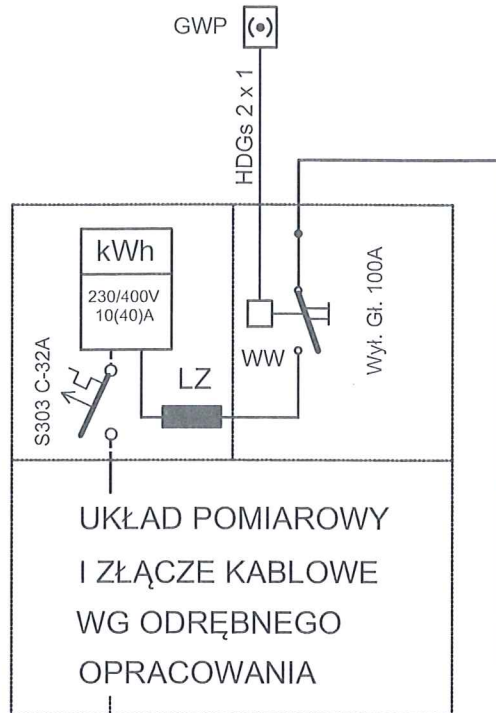 GWP
HDGs 2 x 1
kWh
230/400V
10(40)A
S303 C-32A
LZ
WW
Wył. Gł. 100A
UKŁAD POMIAROWY
I ZŁĄCZE KABLOWE
WG ODRĘBNEGO
OPRACOWANIA